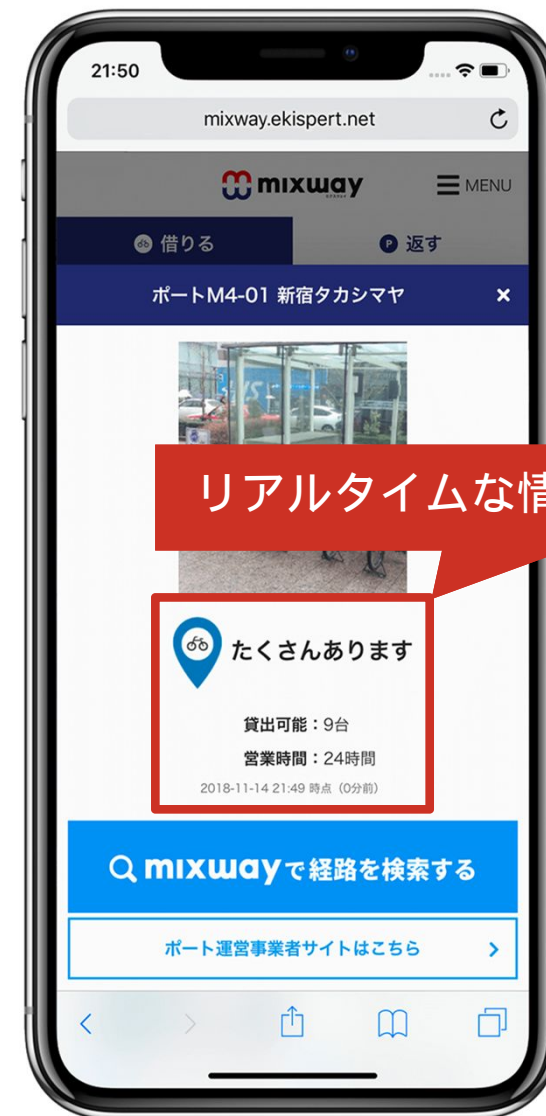 21:50
mixway.ekispert.net
mixway
MENU
借りる
P 返す
ポートM4-01 新宿タカシマヤ
×
リアルタイムな情
たくさんあります
貸出可能：9台
営業時間：24時間
2018-11-14 21:49 時点（0分前）
mixwayで経路を検索する
ポート運営事業者サイトはこちら